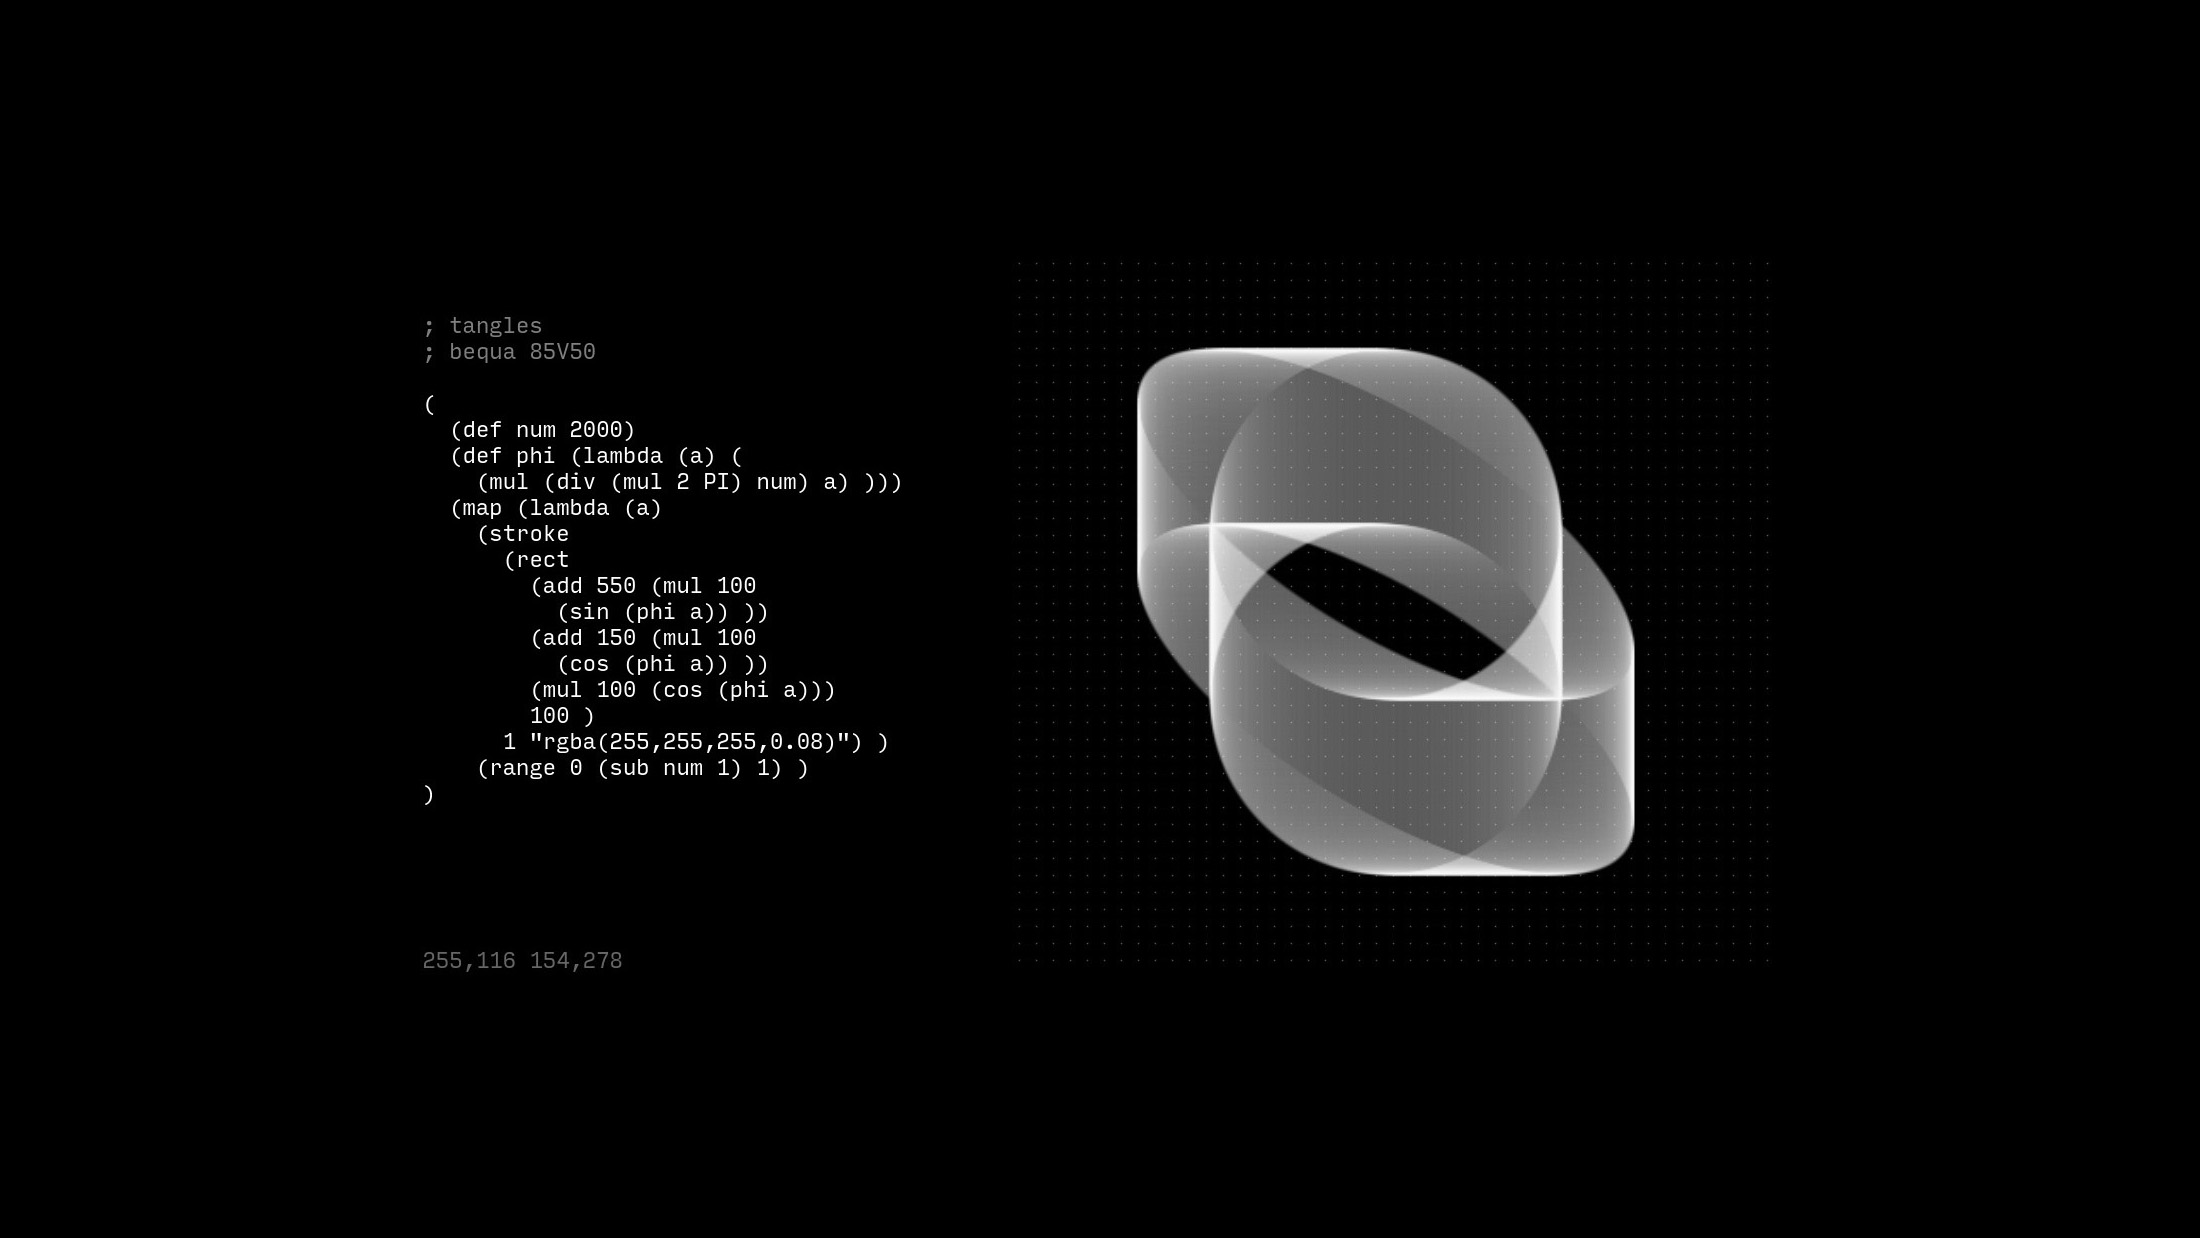 ; tangles
; bequa 85V50
(
(def num 2000)
(def phi (lambda (a) (
(mul (div (mul 2 PI) num) a) )))
(map (lambda (a)
(stroke
(rect
(add 550 (mul 100
(sin (phi a)) ))
(add 150 (mul 100
(cos (phi a)) ))
(mul 100 (cos (phi a)))
100 )
1 "rgba(255,255,255,0.08)") )
(range 0 (sub num 1) 1) )
)
255,116 154,278